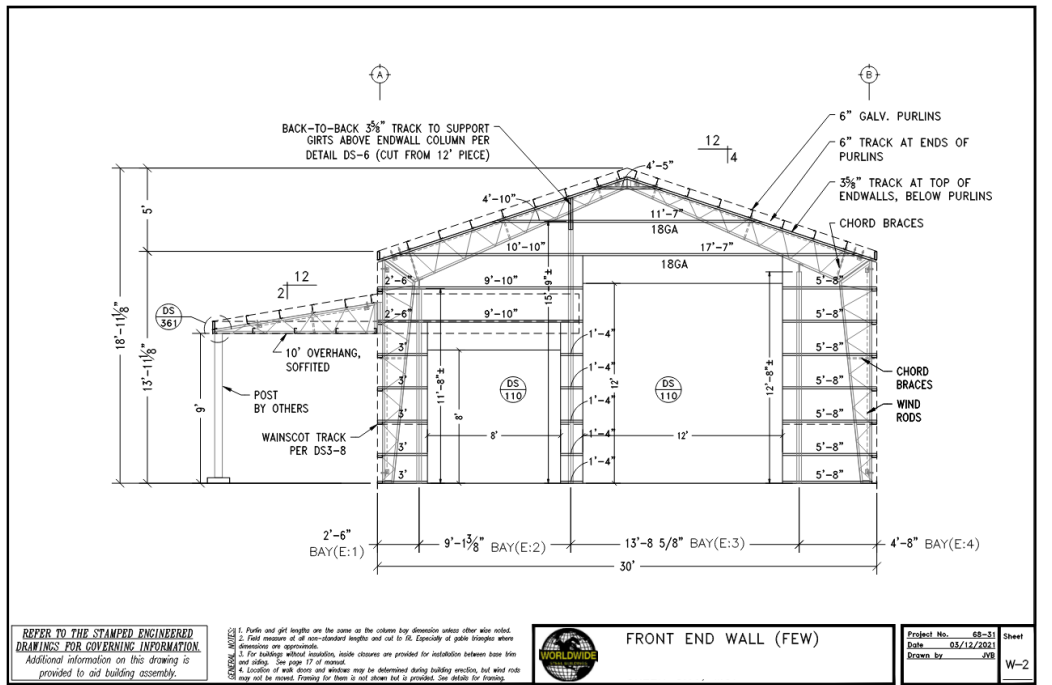 A
B
BACK-TO-BACK 3⅝" TRACK TO SUPPORT
GIRTS ABOVE ENDWALL COLUMN PER
DETAIL DS-6 (CUT FROM 12' PIECE)
12
4
6" GALV. PURLINS
6" TRACK AT ENDS OF
PURLINS
3⅝" TRACK AT TOP OF
ENDWALLS, BELOW PURLINS
CHORD BRACES
4'-5"
4'-10"
11'-7"
18GA
10'-10"
17'-7"
18GA
5'
18'-11⅛"
13'-11⅛"
12
2
DS
361
2'-6"
9'-10"
15'-9"±
5'-8"
2'-6"
9'-10"
5'-8"
10' OVERHANG,
SOFFITED
3'
1'-4"
5'-8"
11'-8"±
12'-8"±
3'
1'-4"
5'-8"
CHORD
BRACES
DS
110
DS
110
12'
POST
BY OTHERS
9'
3'
8'
1'-4"
5'-8"
WIND
RODS
WAINSCOT TRACK
PER DS3-8
8'
12'
3'
1'-4"
5'-8"
3'
1'-4"
5'-8"
2'-6"
BAY(E:1)
9'-1⅜" BAY(E:2)
13'-8 5/8" BAY(E:3)
4'-8" BAY(E:4)
30'
REFER TO THE STAMPED ENGINEERED
DRAWINGS FOR GOVERNING INFORMATION.
Additional information on this drawing is
provided to aid building assembly.
GENERAL NOTES:
1. Purlin and girt lengths are the same as the column bay dimension unless other wise noted.
2. Field measure at all non-standard lengths and cut to fit. Especially at gable triangles where
dimensions are approximate.
3. For buildings without insulation, inside closures are provided for installation between base trim
and siding. See page 17 of manual.
4. Location of walk doors and windows may be determined during building erection, but wind rods
may not be moved. Framing for them is not shown but is provided. See details for framing.
WORLDWIDE
STEEL BUILDINGS
FRONT END WALL (FEW)
Project No. 68-31
Date 03/12/2021
Drawn by JVB
Sheet
W-2